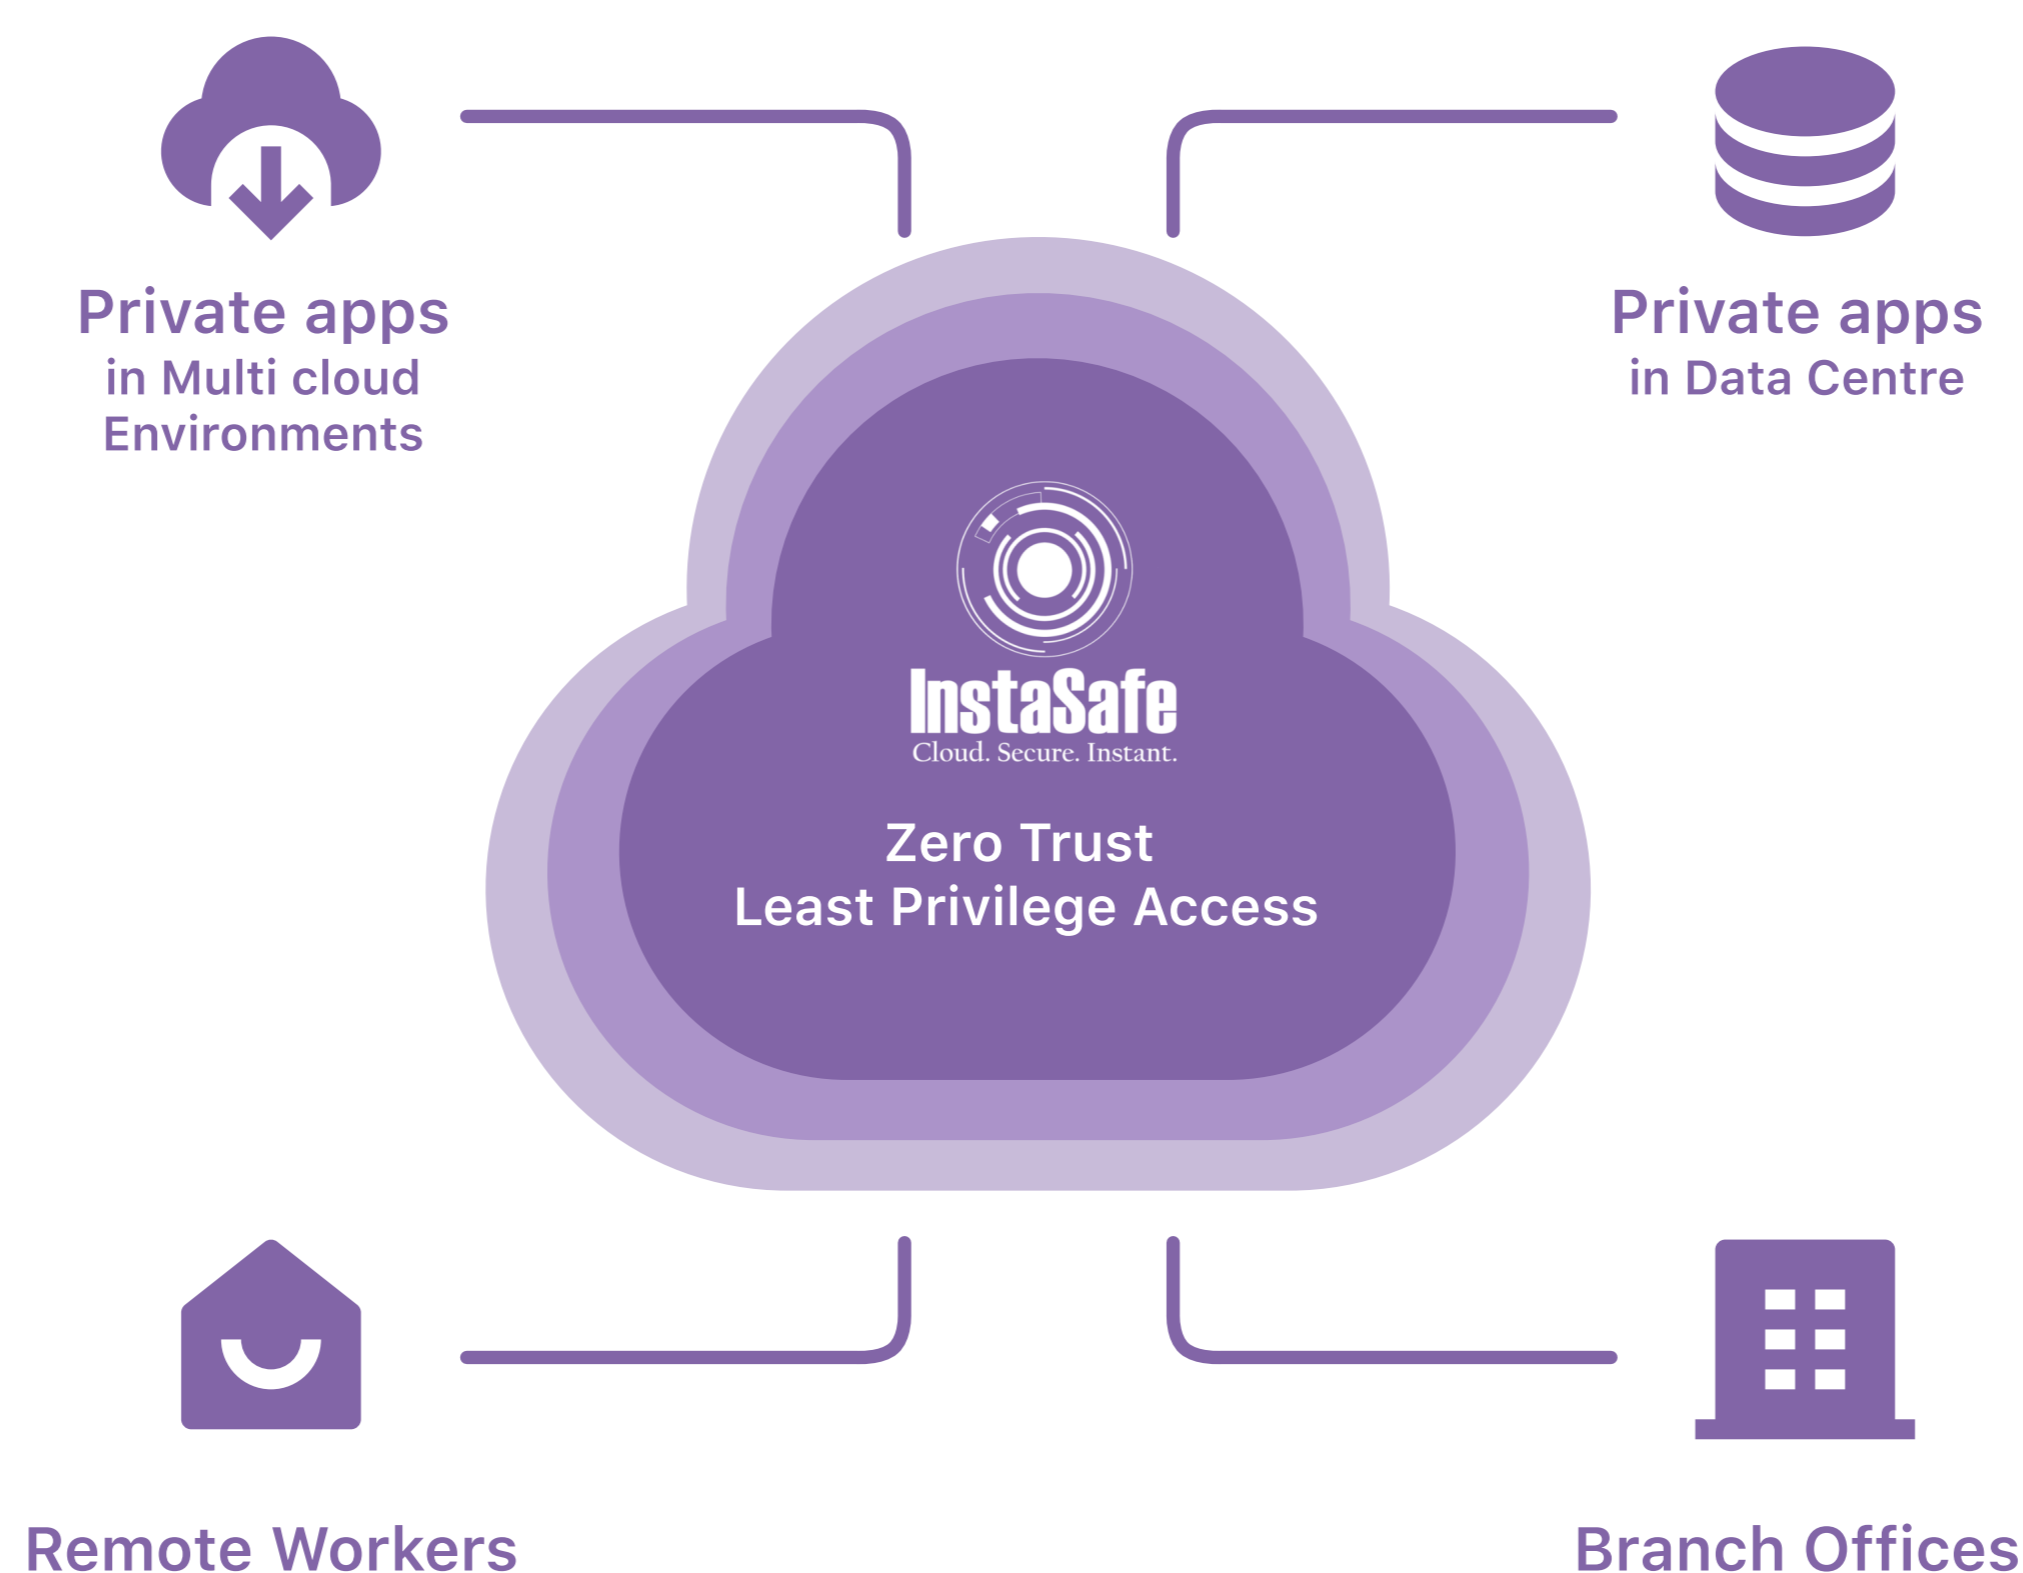 Private apps
in Multi cloud
Environments
Private apps
in Data Centre
InstaSafe
Cloud. Secure. Instant.
Zero Trust
Least Privilege Access
Remote Workers
Branch Offices